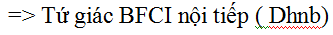 => Tứ giác BFCI nội tiếp ( Dhnb)